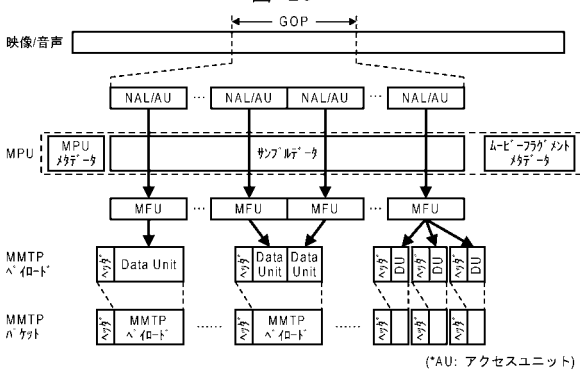 GOP
映像/音声
NAL/AU … NAL/AU NAL/AU … NAL/AU
MPU
MPU
メタデータ
サンプルデータ
ムービーフラグメント
メタデータ
MFU … MFU MFU … MFU
MMTP
ペイロード
ヘッダ Data Unit
ヘッダ Data
Unit Data
Unit
ヘッダ DU ヘッダ DU ヘッダ DU
MMTP
パケット
ヘッダ MMTP
ペイロード
……
ヘッダ MMTP
ペイロード
……
ヘッダ ヘッダ ヘッダ
(*AU: アクセスユニット)